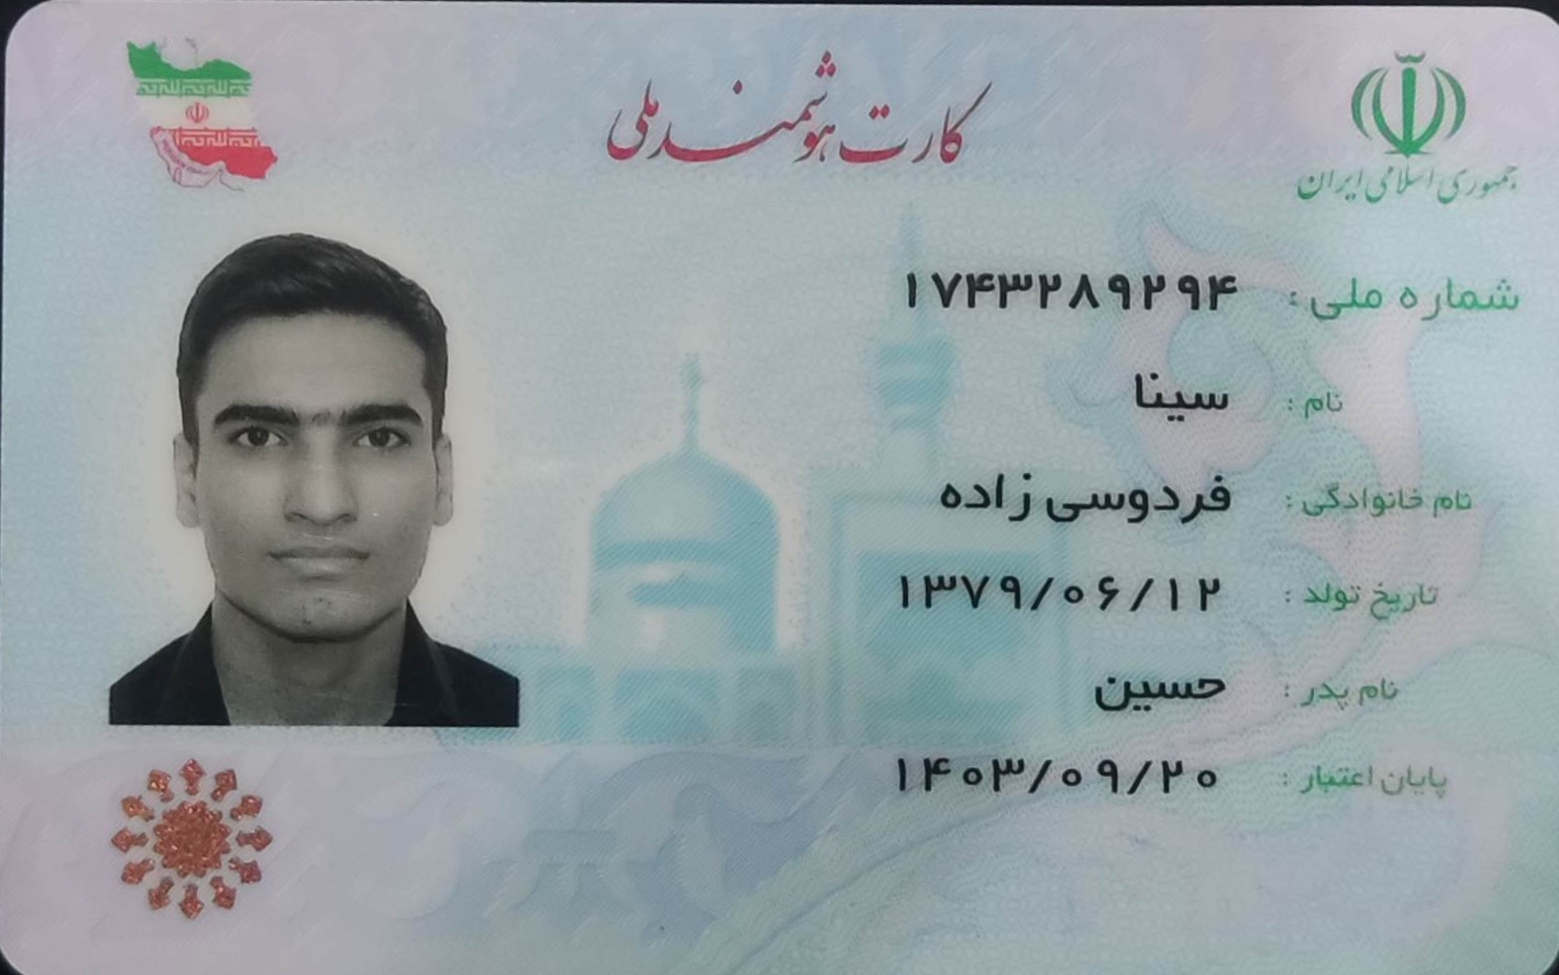 کارت هوشمند ملی
جمهوری اسلامی ایران
شماره ملی : ۱۷۴۳۲۸۹۲۹۴
نام : سینا
نام خانوادگی : فردوسی زاده
تاریخ تولد : ۱۳۷۹/۰۶/۱۲
نام پدر : حسین
پایان اعتبار : ۱۴۰۳/۰۹/۲۰